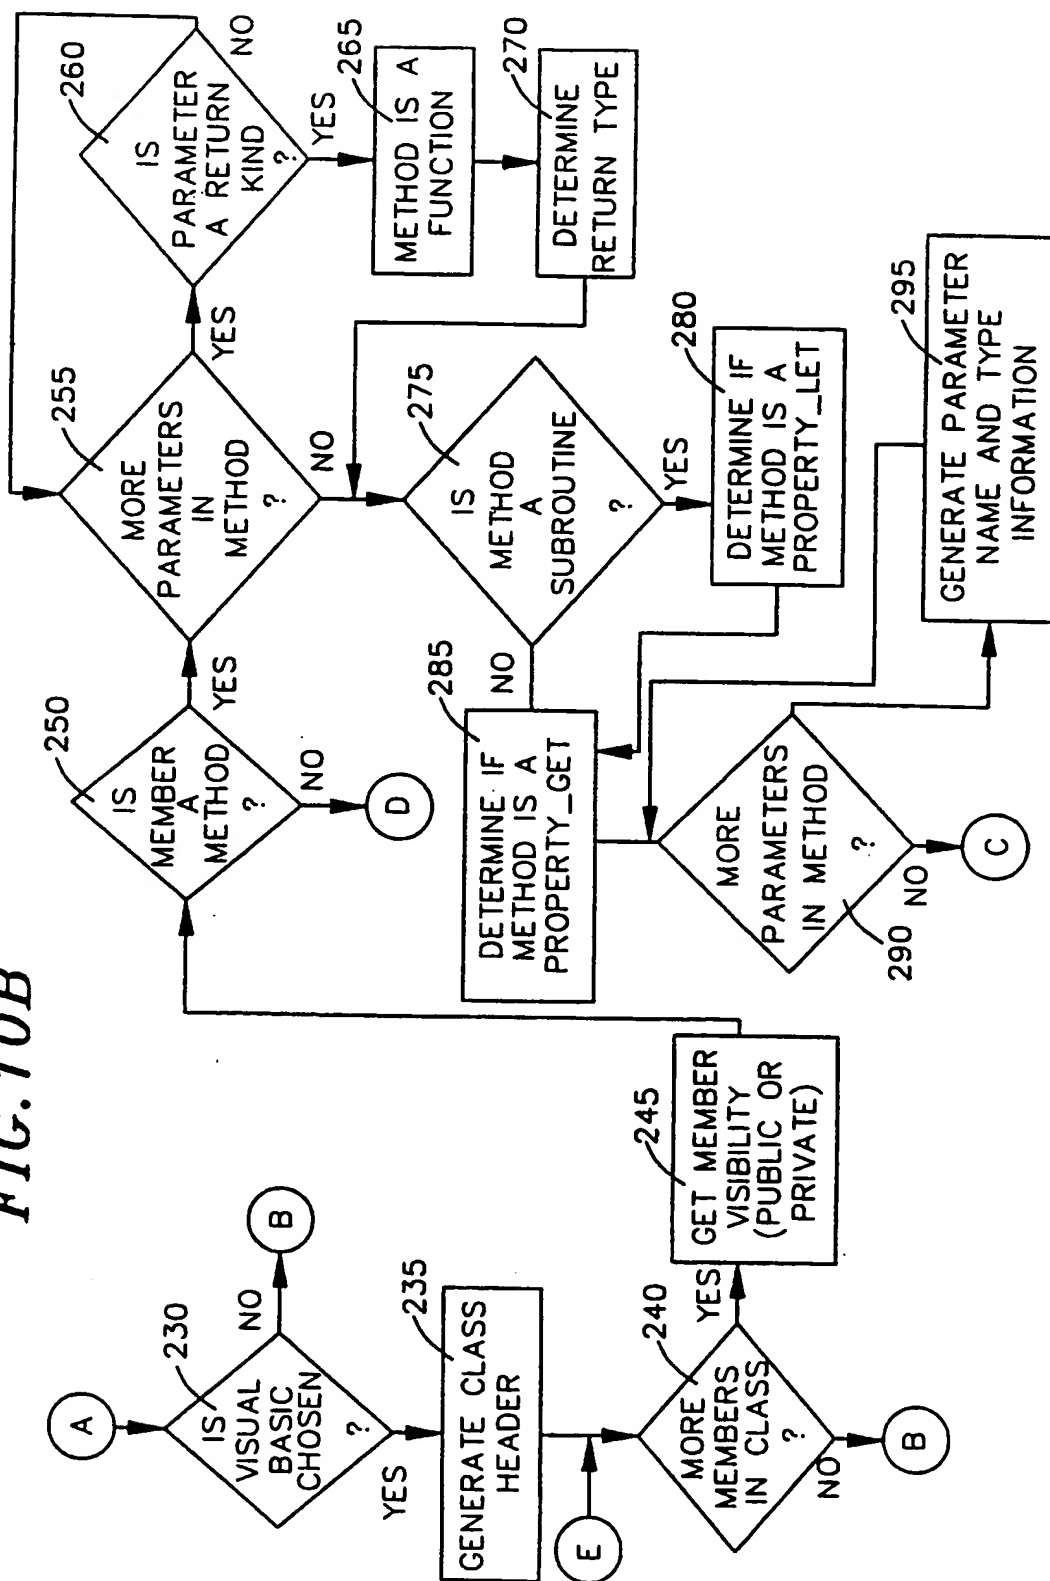 FIG. 10B
A
230
IS
VISUAL
BASIC
CHOSEN
?
NO
B
YES
235
GENERATE CLASS
HEADER
E
240
MORE
MEMBERS
IN CLASS
?
NO
B
YES
245
GET MEMBER
VISIBILITY
(PUBLIC OR
PRIVATE)
250
IS
MEMBER
A
METHOD
?
NO
D
YES
255
MORE
PARAMETERS
IN
METHOD
?
NO
YES
260
IS
PARAMETER
A RETURN
KIND
?
NO
YES
265
METHOD IS A
FUNCTION
270
DETERMINE
RETURN TYPE
275
IS
METHOD
A
SUBROUTINE
?
NO
YES
280
DETERMINE IF
METHOD IS A
PROPERTY_LET
285
DETERMINE IF
METHOD IS A
PROPERTY_GET
290
MORE
PARAMETERS
IN METHOD
?
NO
C
295
GENERATE PARAMETER
NAME AND TYPE
INFORMATION